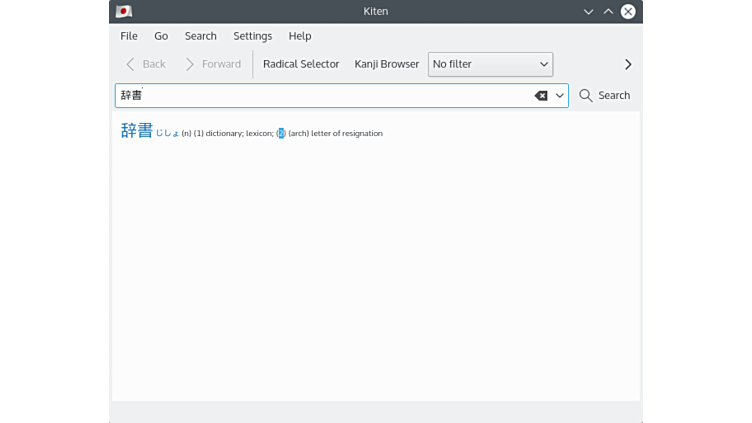 Kiten
File Go Search Settings Help
Back Forward Radical Selector Kanji Browser No filter
辞書 Search
辞書 じしょ (n) (1) dictionary; lexicon; (2) (arch) letter of resignation